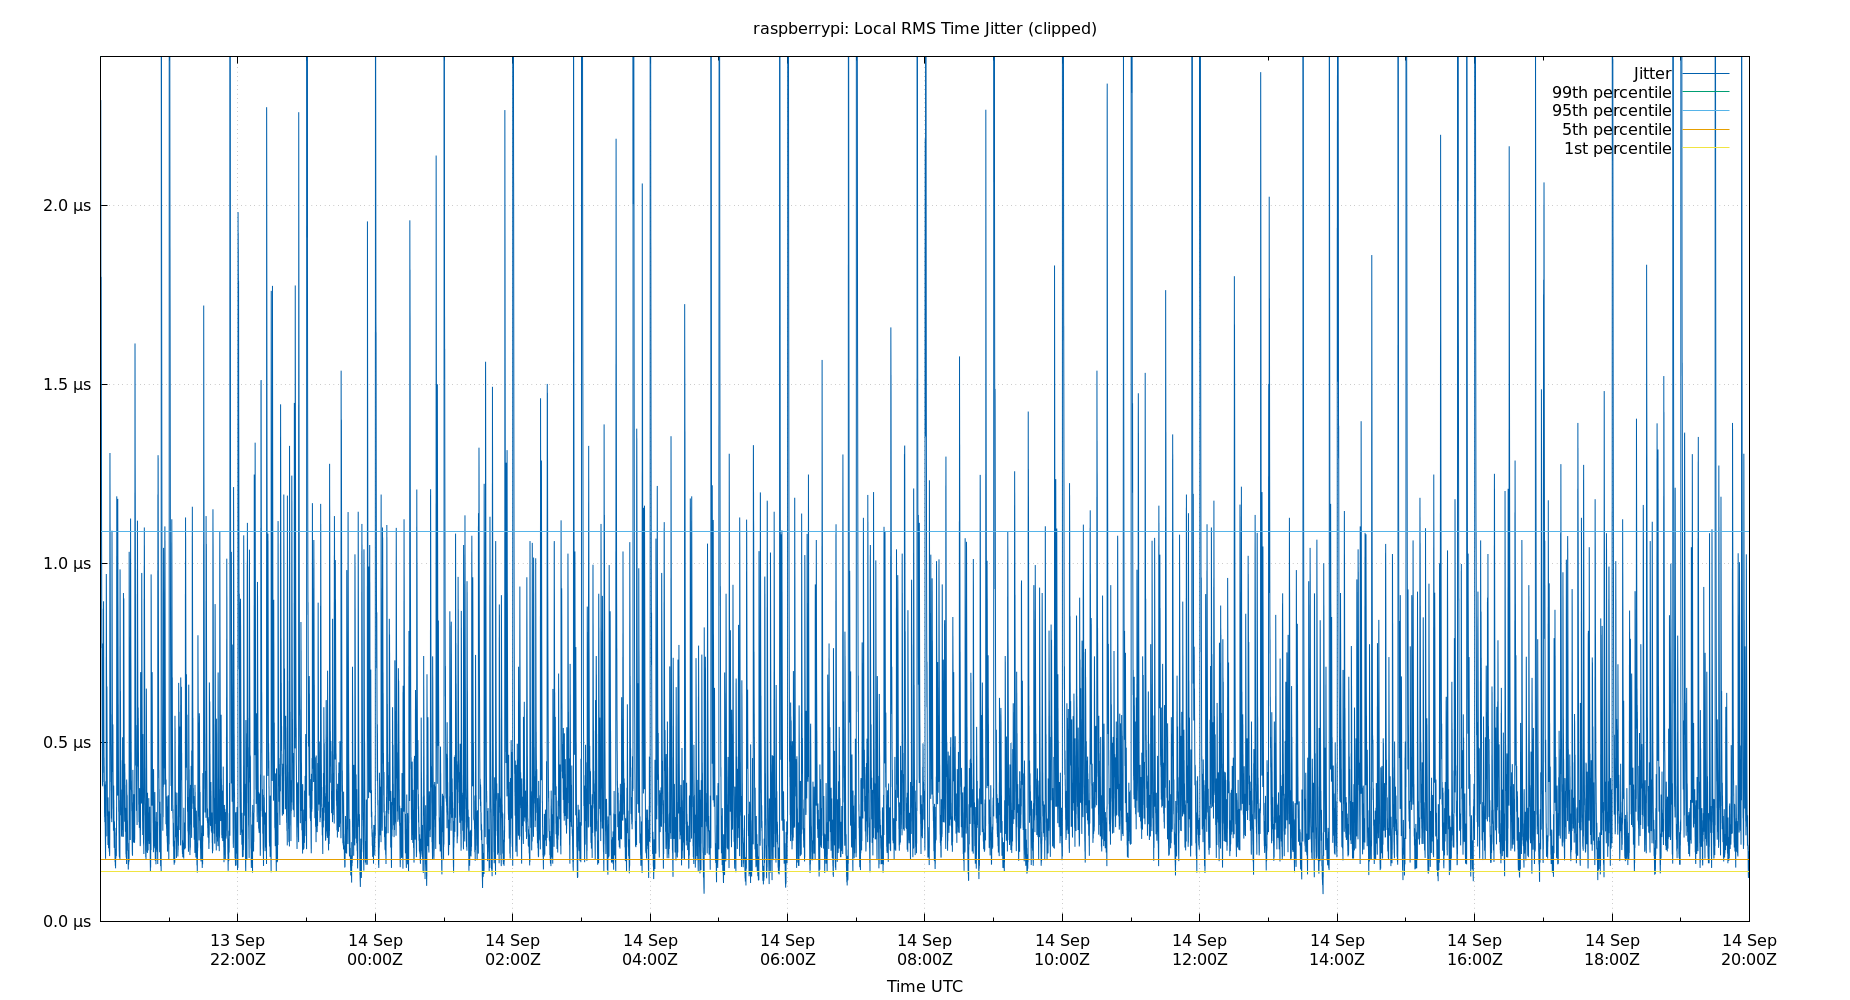 raspberrypi: Local RMS Time Jitter (clipped)
Jitter
99th percentile
95th percentile
5th percentile
1st percentile
2.0 µs
1.5 µs
1.0 µs
0.5 µs
0.0 µs
13 Sep 14 Sep 14 Sep 14 Sep 14 Sep 14 Sep 14 Sep 14 Sep 14 Sep 14 Sep 14 Sep 14 Sep
22:00Z 00:00Z 02:00Z 04:00Z 06:00Z 08:00Z 10:00Z 12:00Z 14:00Z 16:00Z 18:00Z 20:00Z
Time UTC